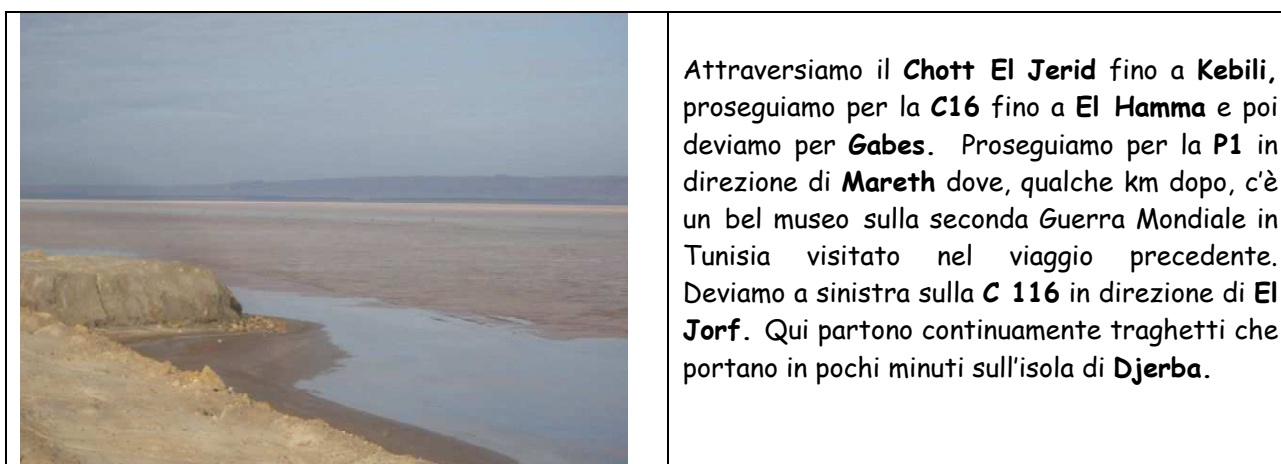 Attraversiamo il Chott El Jerid fino a Kebili,
proseguiamo per la C16 fino a El Hamma e poi
deviamo per Gabes. Proseguiamo per la P1 in
direzione di Mareth dove, qualche km dopo, c'è
un bel museo sulla seconda Guerra Mondiale in
Tunisia visitato nel viaggio precedente.
Deviamo a sinistra sulla C 116 in direzione di El
Jorf. Qui partono continuamente traghetti che
portano in pochi minuti sull'isola di Djerba.